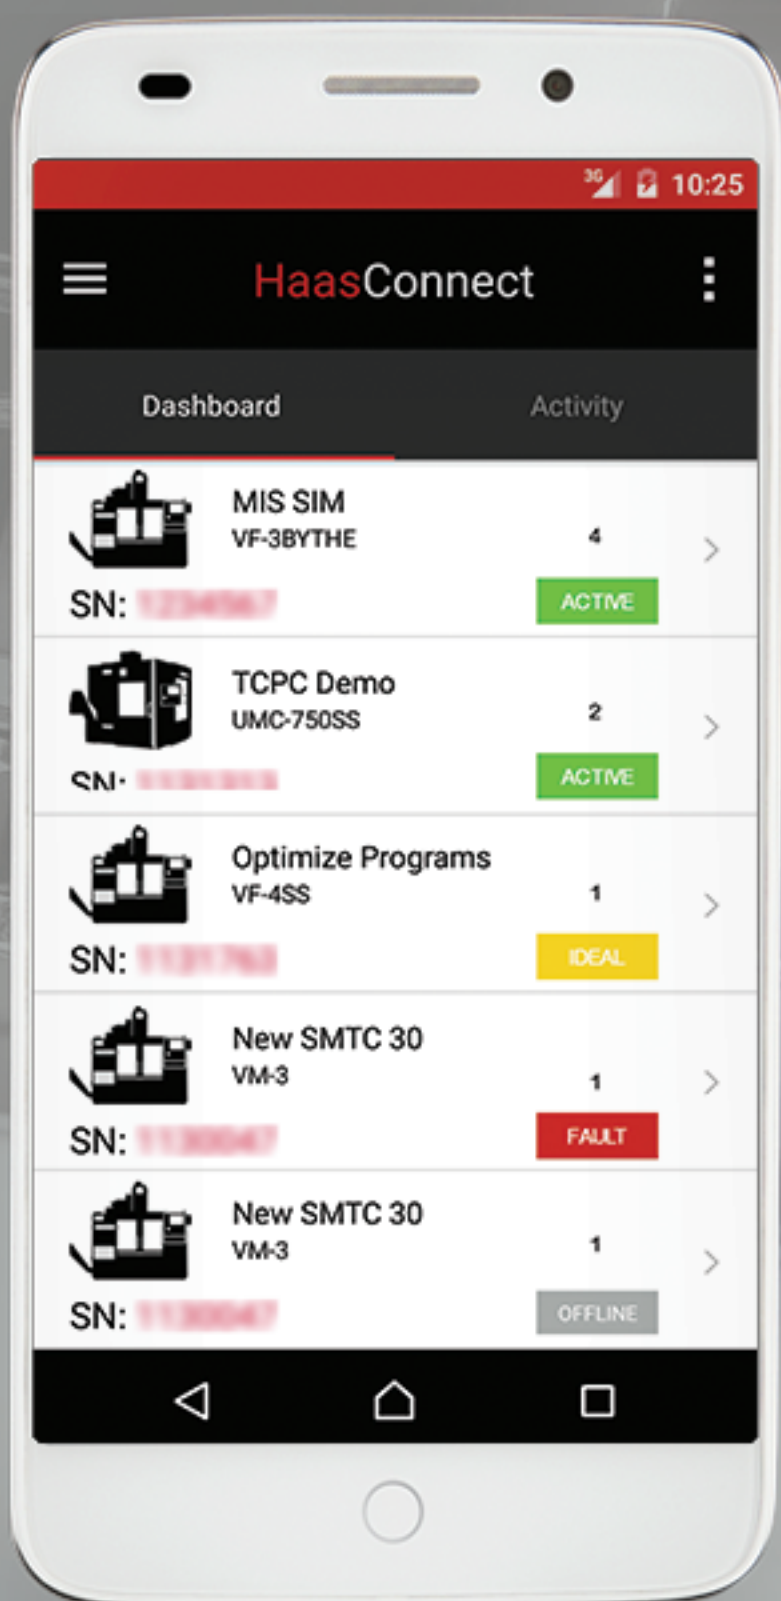 3G 10:25
HaasConnect
Dashboard Activity
MIS SIM
VF-3BYTHE
4
SN:
ACTIVE
TCPC Demo
UMC-750SS
2
SN:
ACTIVE
Optimize Programs
VF-4SS
1
SN:
IDEAL
New SMTC 30
VM-3
1
SN:
FAULT
New SMTC 30
VM-3
1
SN:
OFFLINE